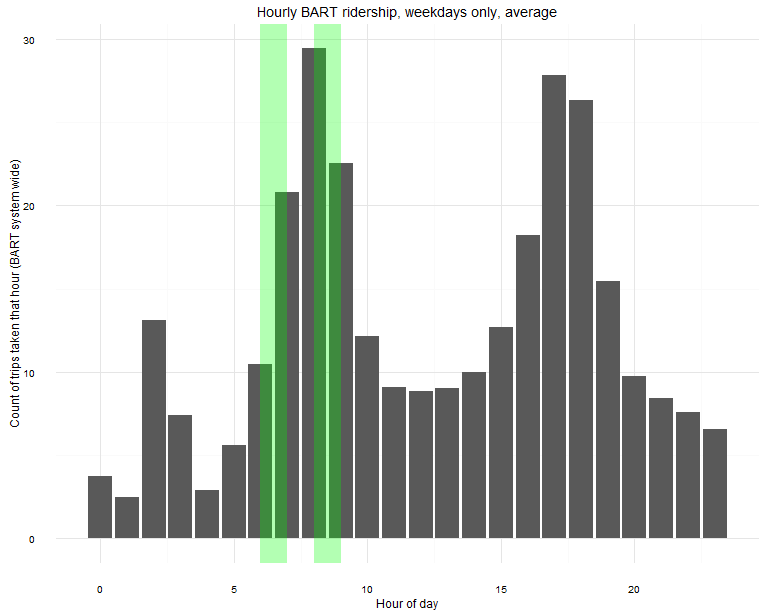 Hourly BART ridership, weekdays only, average
Count of trips taken that hour (BART system wide)
30
20
10
0
0 5 10 15 20
Hour of day